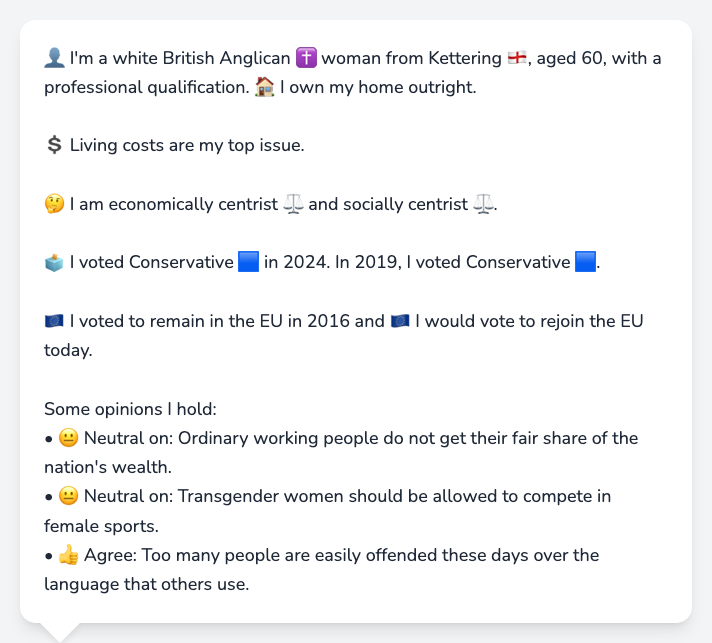 👤 I'm a white British Anglican ✝️ woman from Kettering 🏴󠁧󠁢󠁥󠁮󠁧󠁿, aged 60, with a
professional qualification. 🏠 I own my home outright.
💲 Living costs are my top issue.
🤔 I am economically centrist ⚖️ and socially centrist ⚖️.
🗳️ I voted Conservative 🟦 in 2024. In 2019, I voted Conservative 🟦.
🇪🇺 I voted to remain in the EU in 2016 and 🇪🇺 I would vote to rejoin the EU
today.
Some opinions I hold:
• 😐 Neutral on: Ordinary working people do not get their fair share of the
nation's wealth.
• 😐 Neutral on: Transgender women should be allowed to compete in
female sports.
• 👍 Agree: Too many people are easily offended these days over the
language that others use.